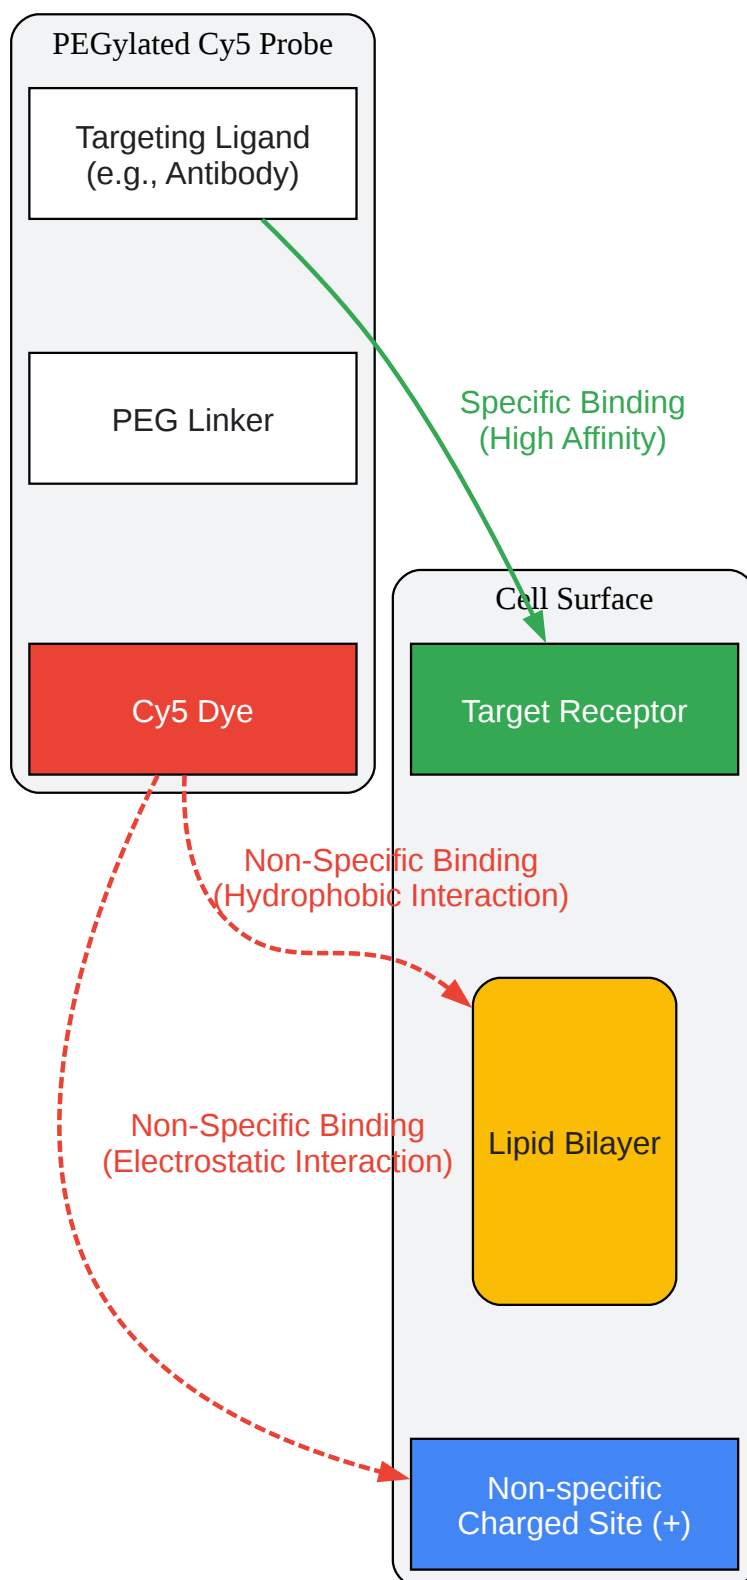 PEGylated Cy5 Probe
Targeting Ligand
(e.g., Antibody)
PEG Linker
Specific Binding
(High Affinity)
Cell Surface
Cy5 Dye
Target Receptor
Non-Specific Binding
(Hydrophobic Interaction)
Non-Specific Binding
(Electrostatic Interaction)
Lipid Bilayer
Non-specific
Charged Site (+)